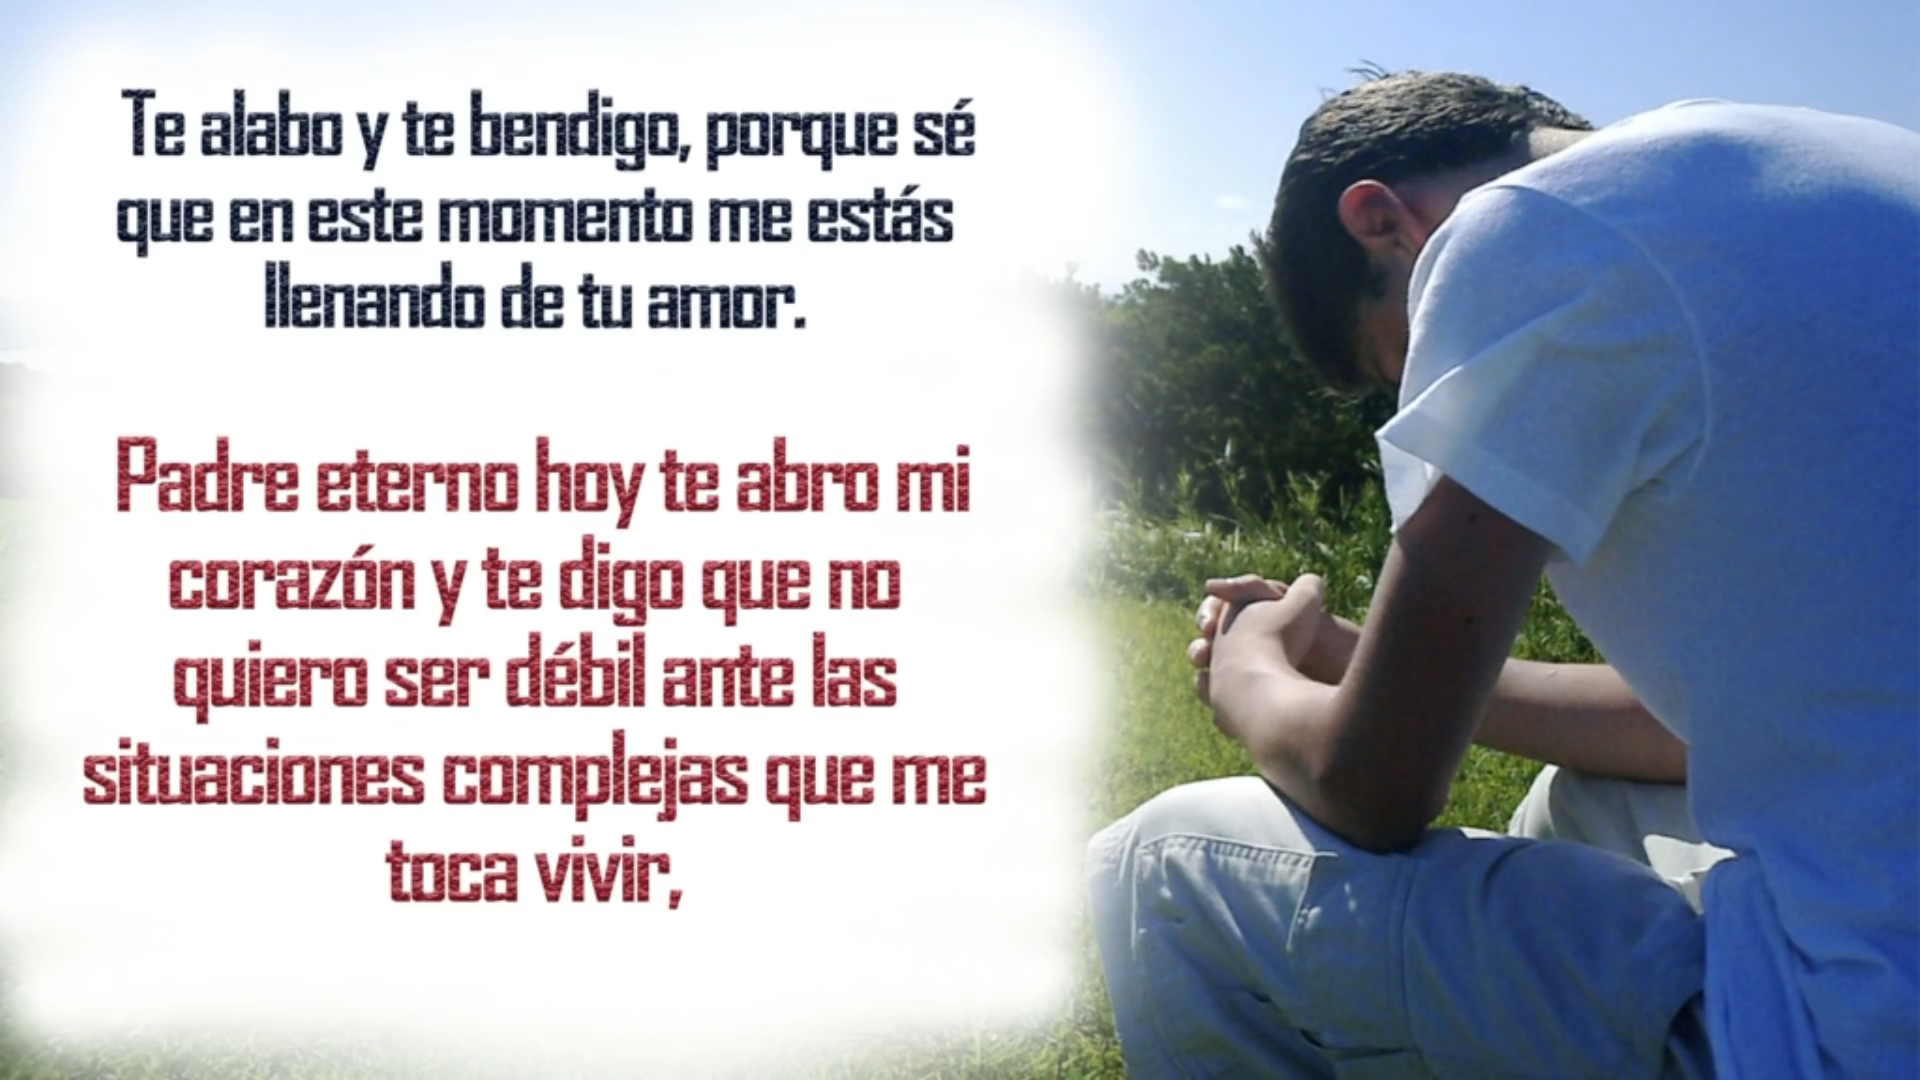 Te alabo y te bendigo, porque sé
que en este momento me estás
llenando de tu amor.
Padre eterno hoy te abro mi
corazón y te digo que no
quiero ser débil ante las
situaciones complejas que me
toca vivir,